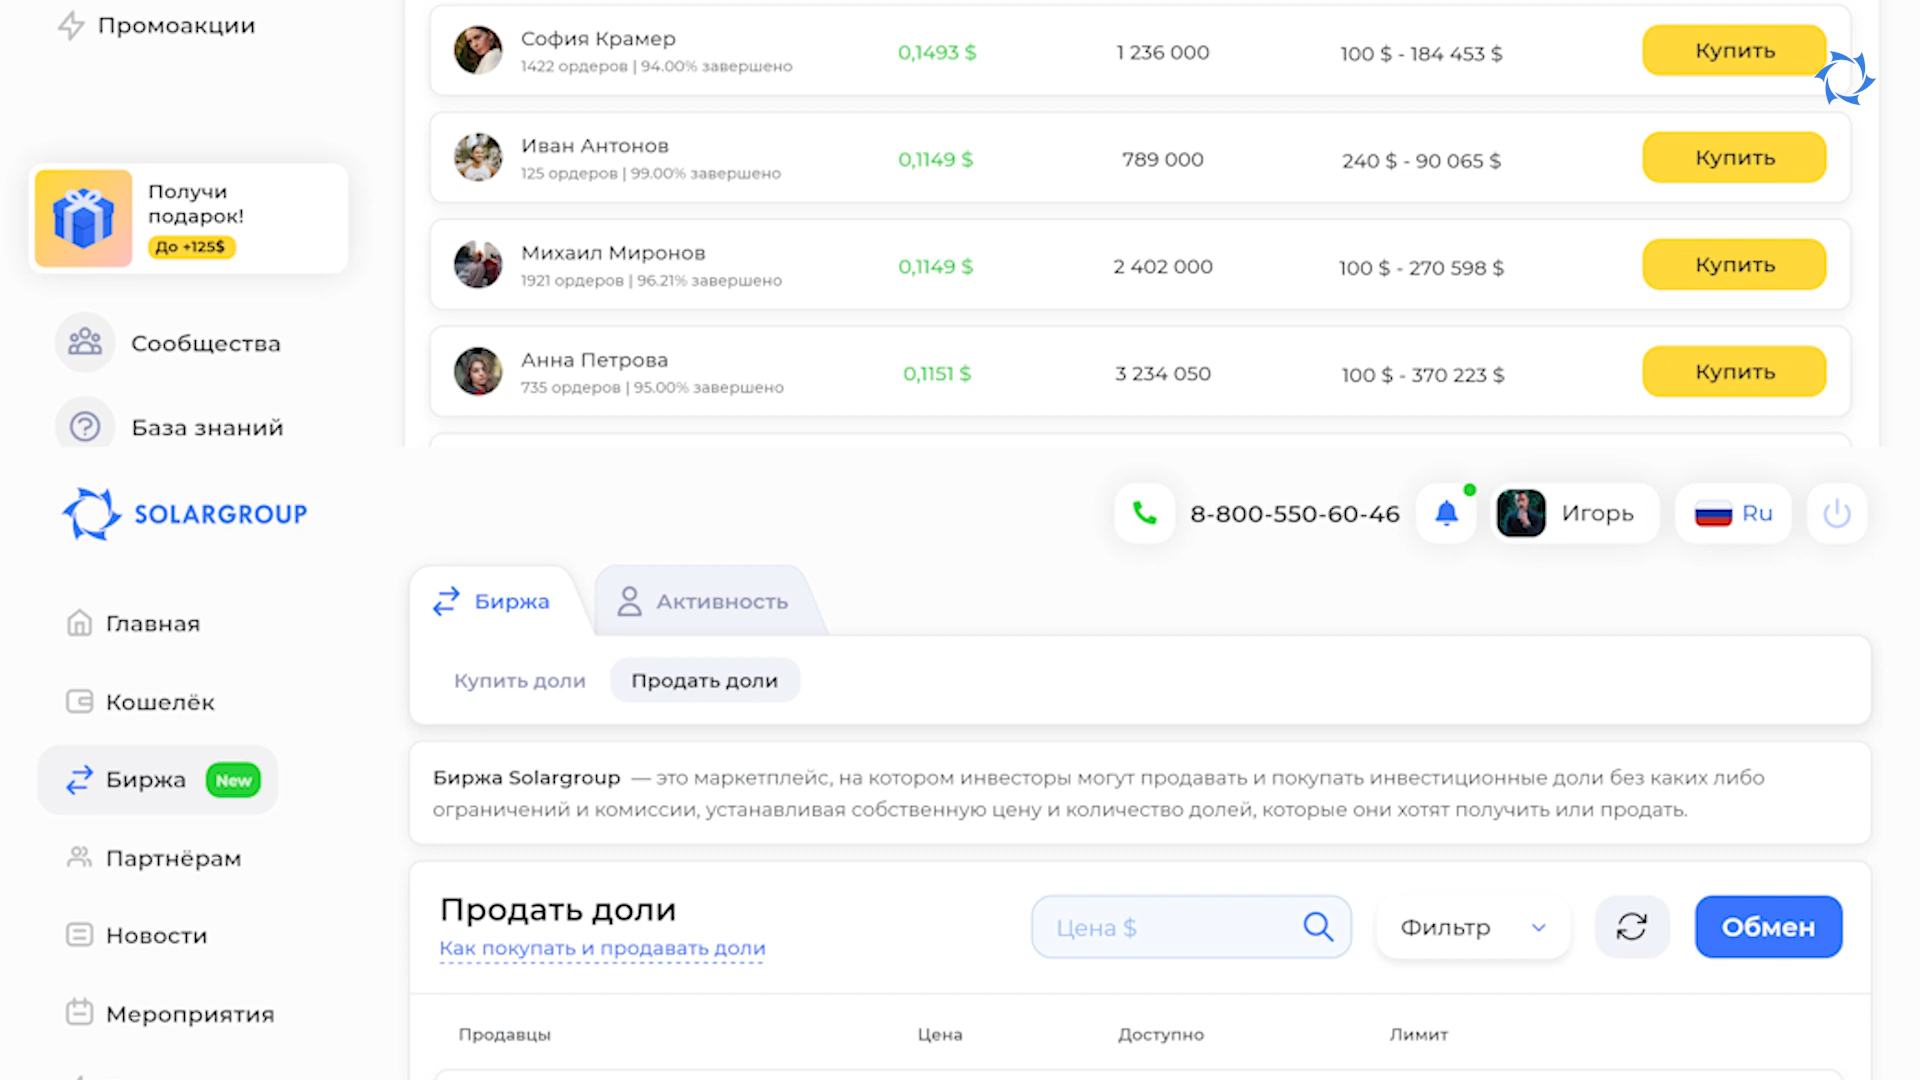 Промоакции
София Крамер
1422 ордеров | 94.00% завершено
0,1493 $
1 236 000
100 $ - 184 453 $
Купить
Иван Антонов
125 ордеров | 99.00% завершено
0,1149 $
789 000
240 $ - 90 065 $
Купить
Получи
подарок!
До +125$
Михаил Миронов
1921 ордеров | 96.21% завершено
0,1149 $
2 402 000
100 $ - 270 598 $
Купить
Сообщества
Анна Петрова
735 ордеров | 95.00% завершено
0,1151 $
3 234 050
100 $ - 370 223 $
Купить
База знаний
SOLARGROUP
8-800-550-60-46
Игорь
Ru
Биржа
Активность
Главная
Купить доли
Продать доли
Кошелёк
Биржа New
Биржа Solargroup — это маркетплейс, на котором инвесторы могут продавать и покупать инвестиционные доли без каких либо
ограничений и комиссии, устанавливая собственную цену и количество долей, которые они хотят получить или продать.
Партнёрам
Новости
Мероприятия
Продать доли
Как покупать и продавать доли
Цена $
Фильтр
Обмен
Продавцы
Цена
Доступно
Лимит